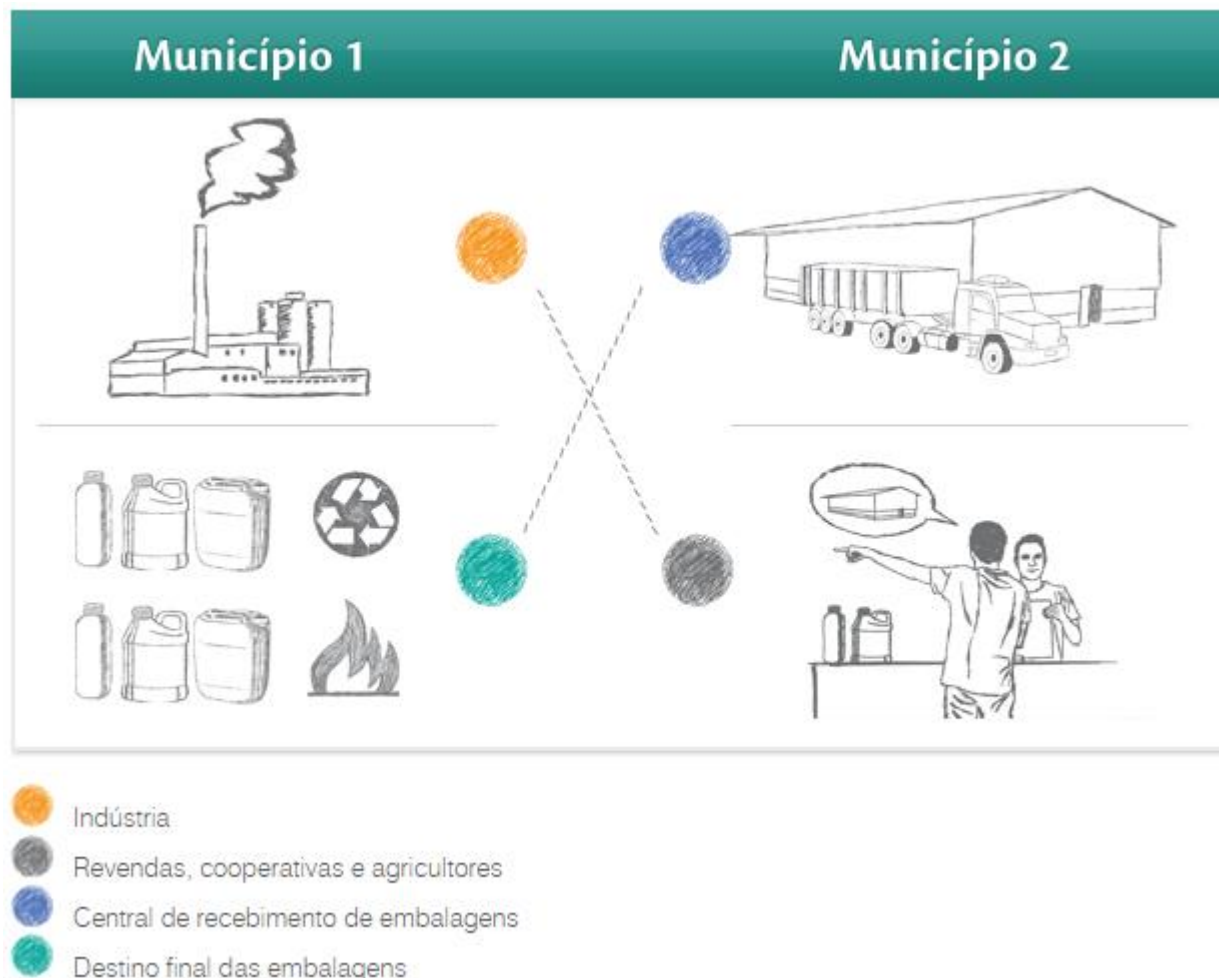 Município 1
Município 2
Indústria
Revendas, cooperativas e agricultores
Central de recebimento de embalagens
Destino final das embalagens